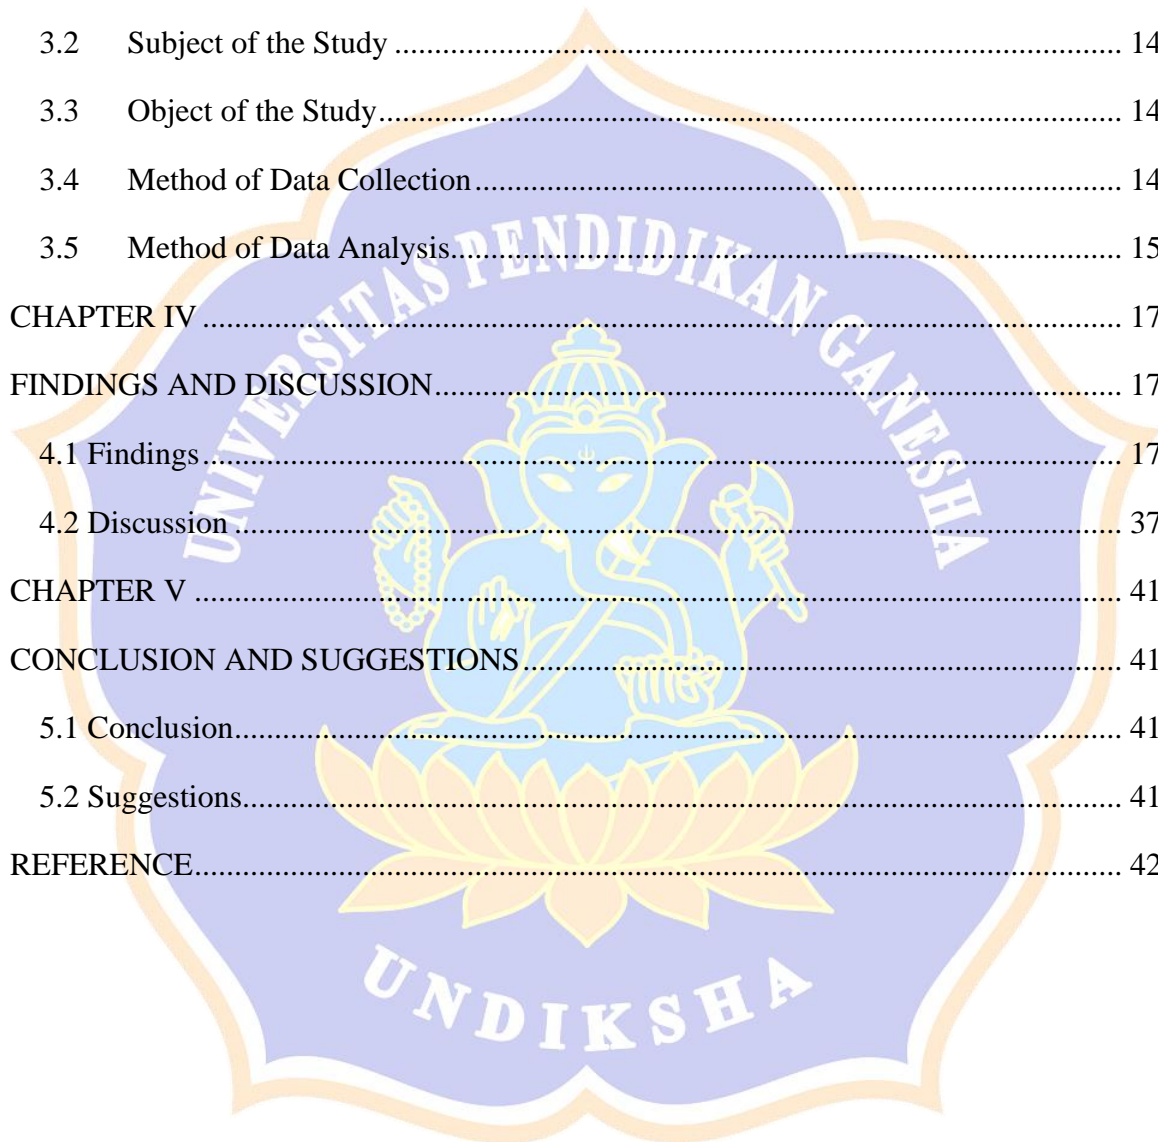 3.2 Subject of the Study ........................................................................................ 14
3.3 Object of the Study.......................................................................................... 14
3.4 Method of Data Collection .............................................................................. 14
3.5 Method of Data Analysis................................................................................. 15
CHAPTER IV ................................................................................................................ 17
FINDINGS AND DISCUSSION................................................................................... 17
4.1 Findings ............................................................................................................... 17
4.2 Discussion ............................................................................................................ 37
CHAPTER V ................................................................................................................. 41
CONCLUSION AND SUGGESTIONS ........................................................................ 41
5.1 Conclusion........................................................................................................... 41
5.2 Suggestions.......................................................................................................... 41
REFERENCE................................................................................................................. 42
UNIVERSITAS PENDIDIKAN GANESHA
UNDIKSHA